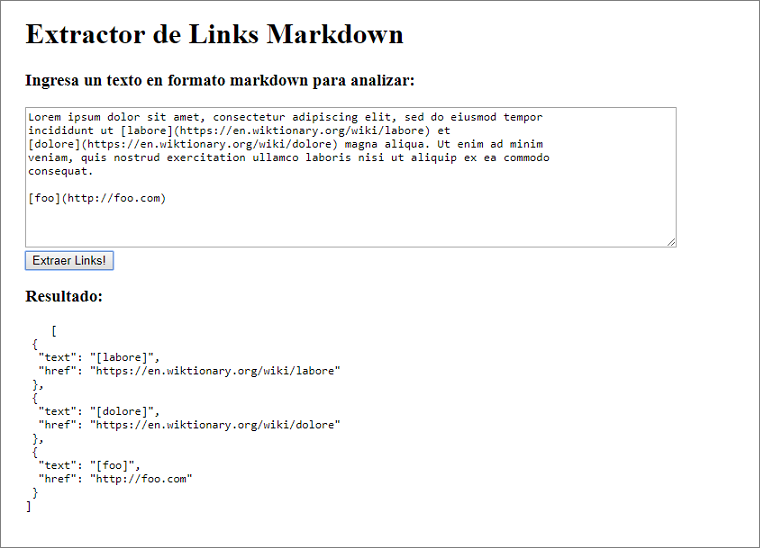 Extractor de Links Markdown
Ingresa un texto en formato markdown para analizar:
Lorem ipsum dolor sit amet, consectetur adipiscing elit, sed do eiusmod tempor
incididunt ut [labore](https://en.wiktionary.org/wiki/labore) et
[dolore](https://en.wiktionary.org/wiki/dolore) magna aliqua. Ut enim ad minim
veniam, quis nostrud exercitation ullamco laboris nisi ut aliquip ex ea commodo
consequat.

[foo](http://foo.com)
Extraer Links!
Resultado:
    [
 {
  "text": "[labore]",
  "href": "https://en.wiktionary.org/wiki/labore"
 },
 {
  "text": "[dolore]",
  "href": "https://en.wiktionary.org/wiki/dolore"
 },
 {
  "text": "[foo]",
  "href": "http://foo.com"
 }
]